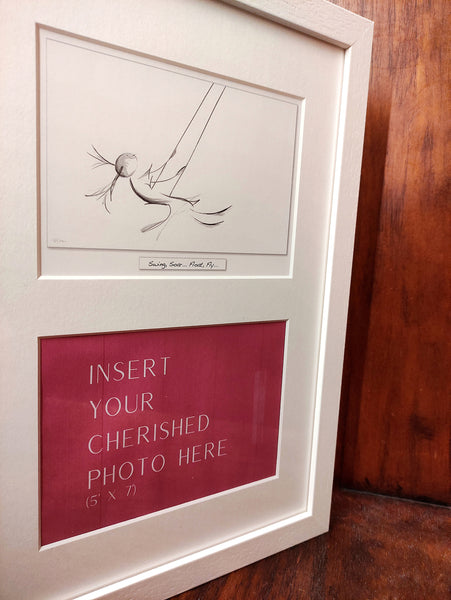 Swing, Soar... Float, Fly...
INSERT
YOUR
CHERISHED
PHOTO HERE
(5' X 7')